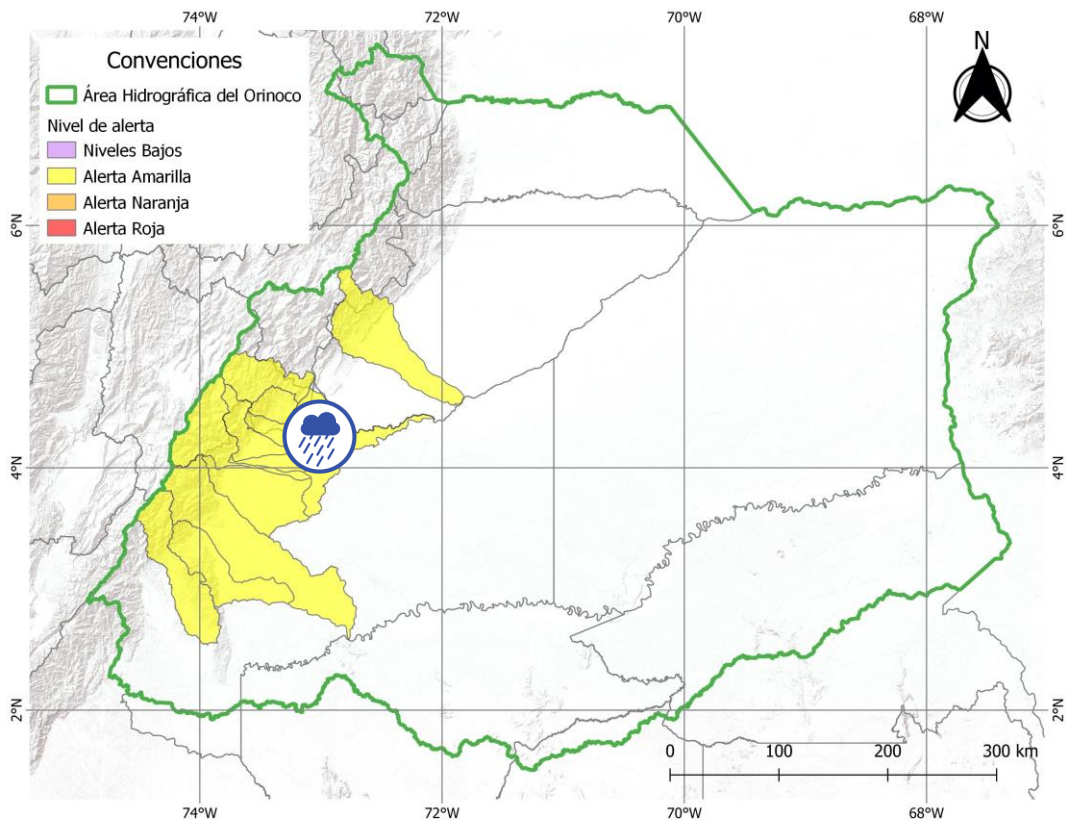 74°W 72°W 70°W 68°W
Convenciones
Área Hidrográfica del Orinoco
Nivel de alerta
Niveles Bajos
Alerta Amarilla
Alerta Naranja
Alerta Roja
N
6°N 6°N
4°N 4°N
2°N 2°N
0 100 200 300 km
74°W 72°W 70°W 68°W